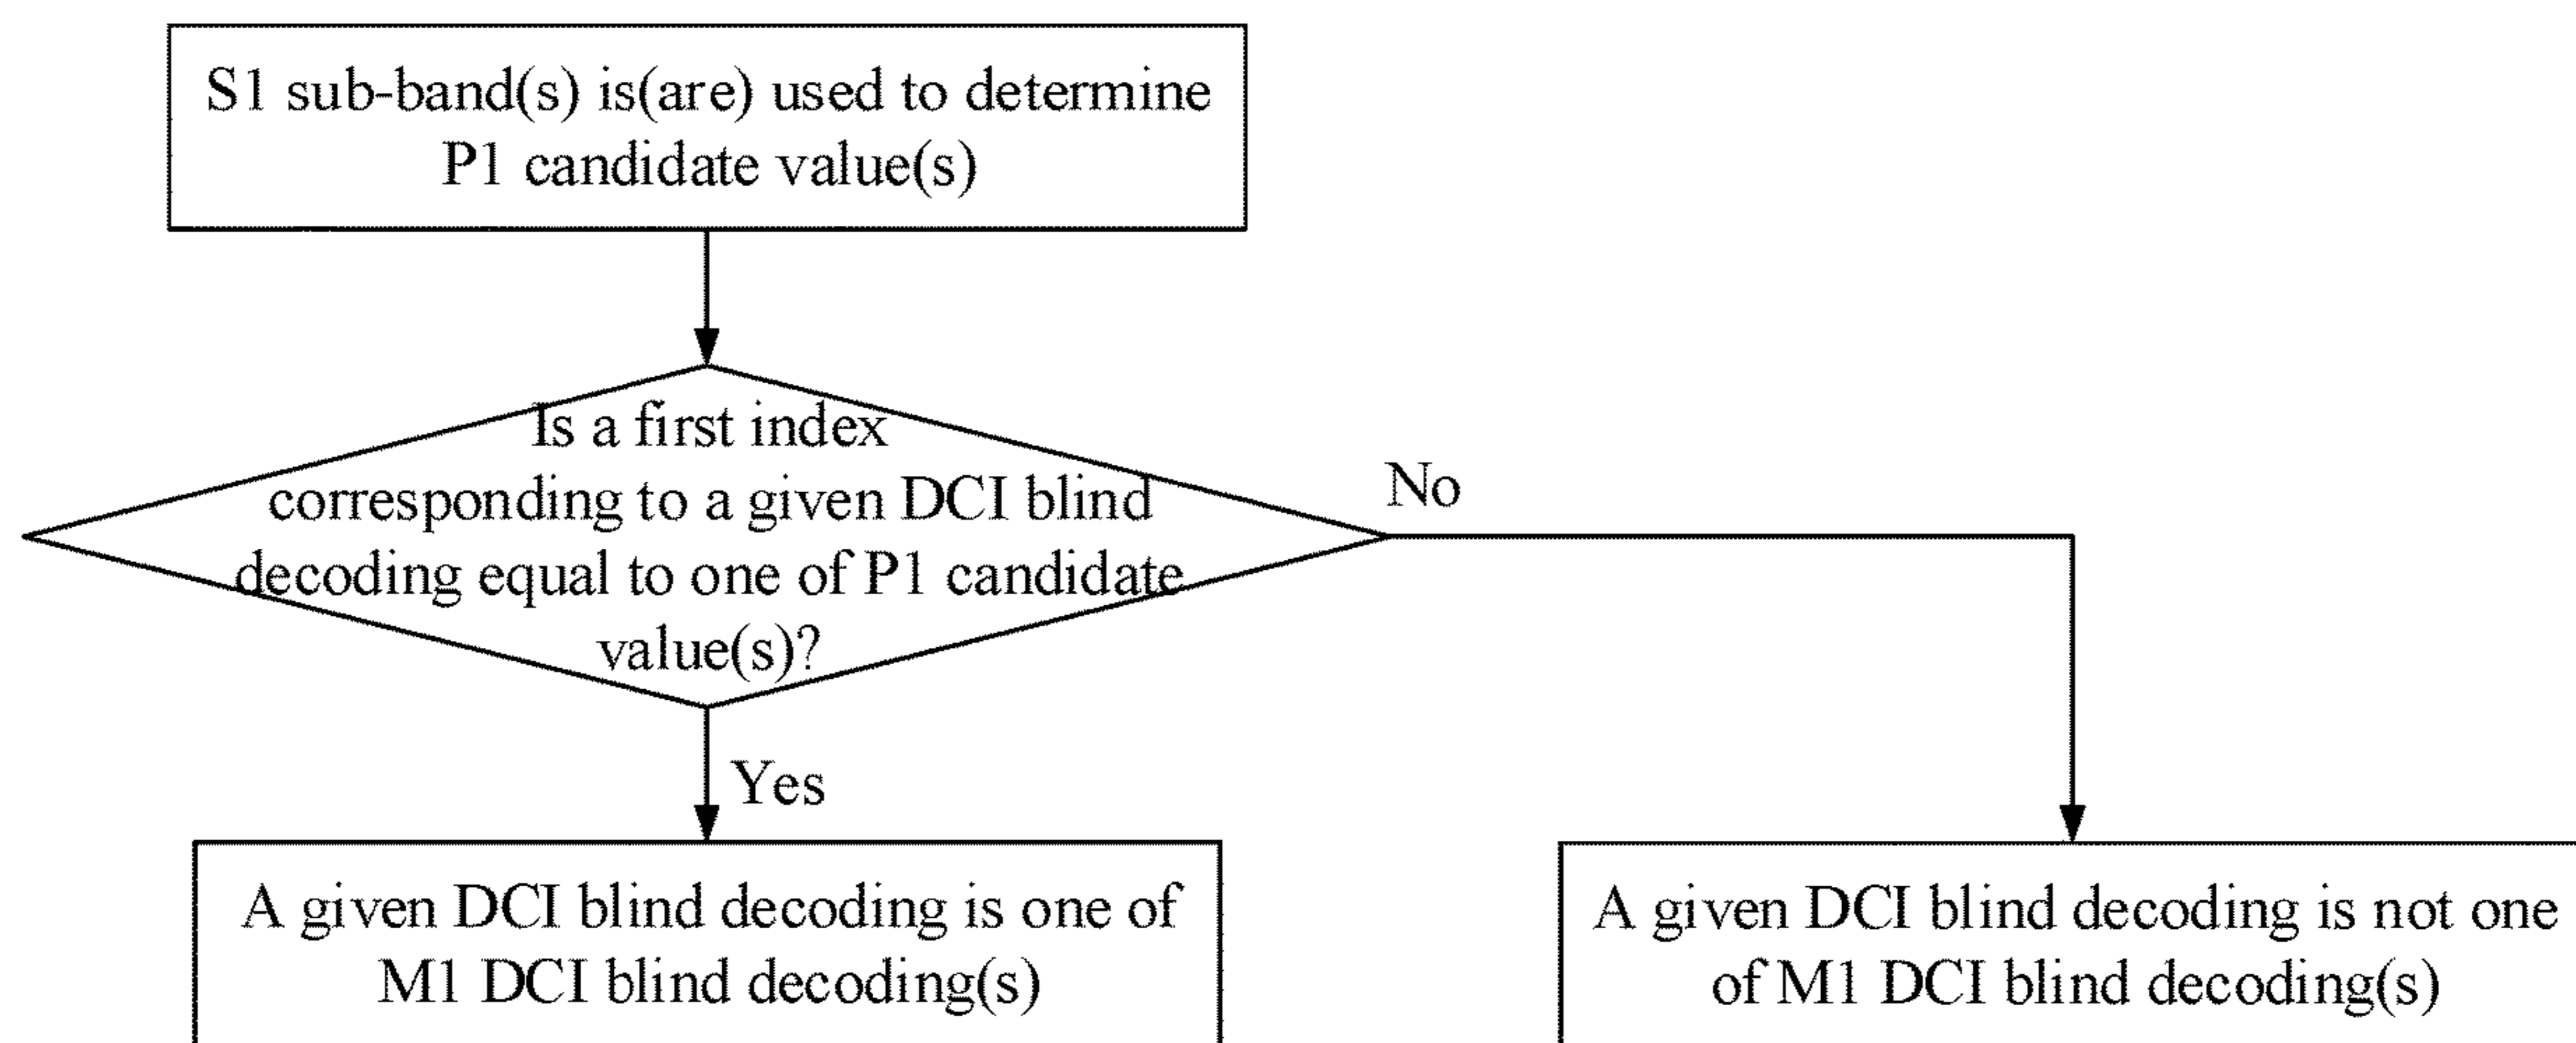 S1 sub-band(s) is(are) used to determine
P1 candidate value(s)
Is a first index
corresponding to a given DCI blind
decoding equal to one of P1 candidate
value(s)?
No
Yes
A given DCI blind decoding is one of
M1 DCI blind decoding(s)
A given DCI blind decoding is not one
of M1 DCI blind decoding(s)